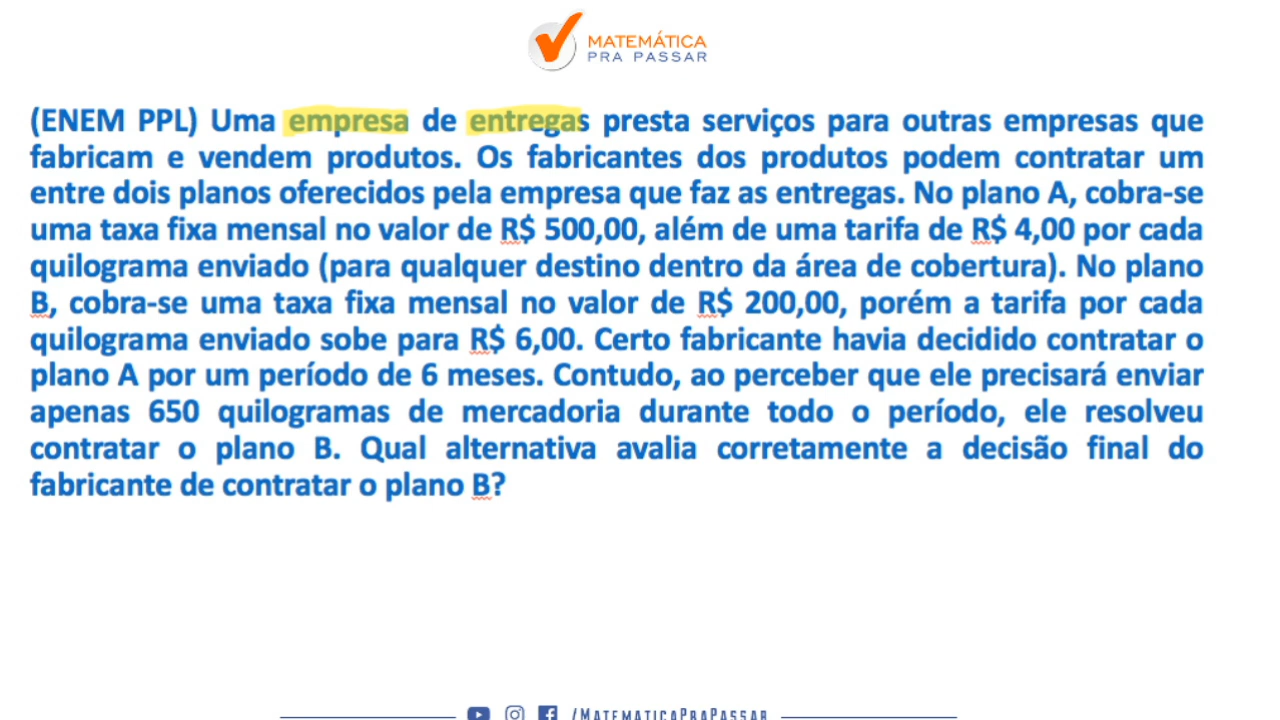 MATEMÁTICA
PRA PASSAR
(ENEM PPL) Uma empresa de entregas presta serviços para outras empresas que
fabricam e vendem produtos. Os fabricantes dos produtos podem contratar um
entre dois planos oferecidos pela empresa que faz as entregas. No plano A, cobra-se
uma taxa fixa mensal no valor de R$ 500,00, além de uma tarifa de R$ 4,00 por cada
quilograma enviado (para qualquer destino dentro da área de cobertura). No plano
B, cobra-se uma taxa fixa mensal no valor de R$ 200,00, porém a tarifa por cada
quilograma enviado sobe para R$ 6,00. Certo fabricante havia decidido contratar o
plano A por um período de 6 meses. Contudo, ao perceber que ele precisará enviar
apenas 650 quilogramas de mercadoria durante todo o período, ele resolveu
contratar o plano B. Qual alternativa avalia corretamente a decisão final do
fabricante de contratar o plano B?
/MATEMATICAPRAPASSAR